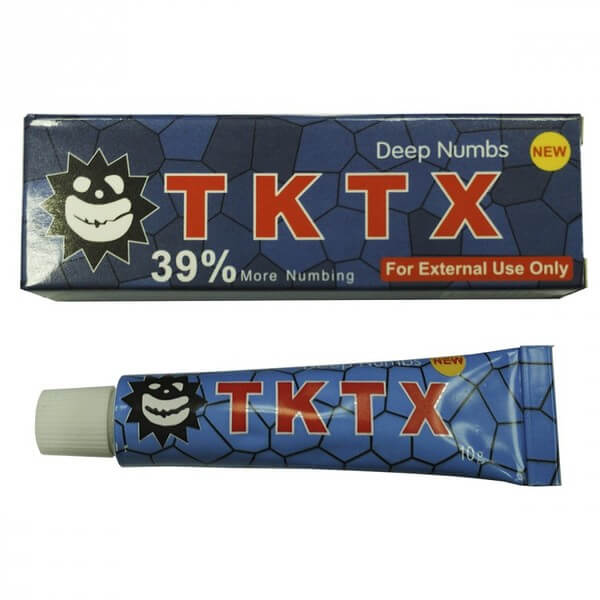 Deep Numbs
NEW
TKTX
39% More Numbing
For External Use Only
Deep Numbs
NEW
TKTX
10g